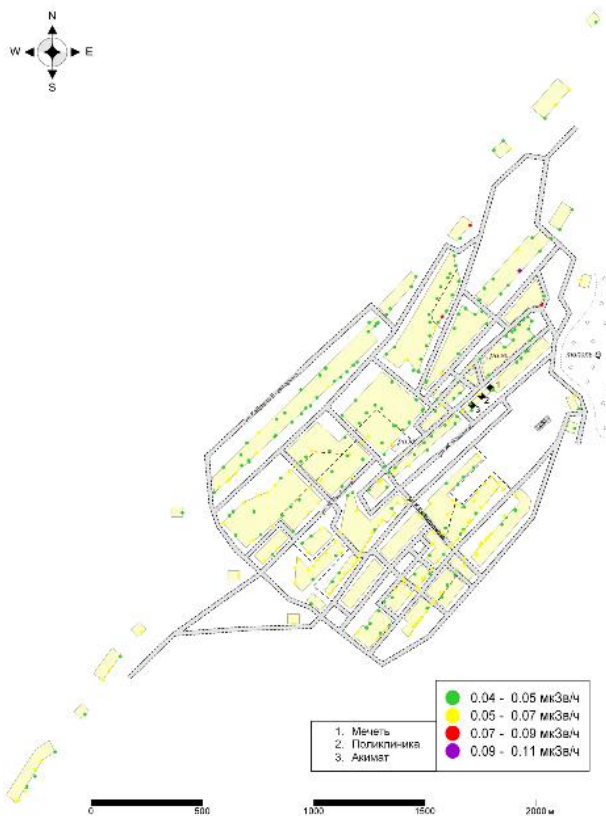 N
W E
S
1. Мечеть
2. Поликлиника
3. Акимат
0.04 - 0.05 мкЗв/ч
0.05 - 0.07 мкЗв/ч
0.07 - 0.09 мкЗв/ч
0.09 - 0.11 мкЗв/ч
0 500 1000 1500 2000 м